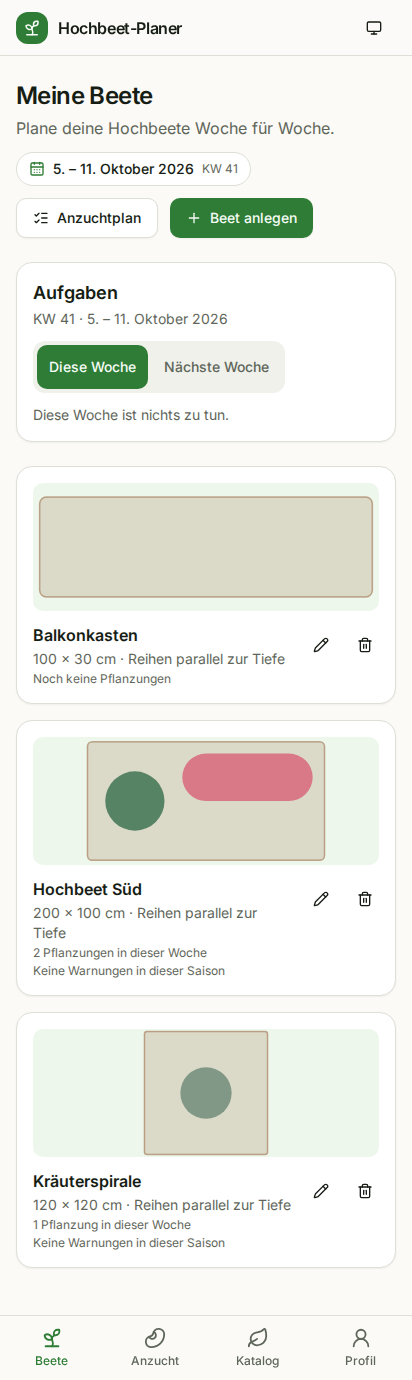 Hochbeet-Planer
Meine Beete
Plane deine Hochbeete Woche für Woche.
5. – 11. Oktober 2026 KW 41
Anzuchtplan
Beet anlegen
Aufgaben
KW 41 · 5. – 11. Oktober 2026
Diese Woche
Nächste Woche
Diese Woche ist nichts zu tun.
Balkonkasten
100 × 30 cm · Reihen parallel zur Tiefe
Noch keine Pflanzungen
Hochbeet Süd
200 × 100 cm · Reihen parallel zur
Tiefe
2 Pflanzungen in dieser Woche
Keine Warnungen in dieser Saison
Kräuterspirale
120 × 120 cm · Reihen parallel zur Tiefe
1 Pflanzung in dieser Woche
Keine Warnungen in dieser Saison
Beete
Anzucht
Katalog
Profil